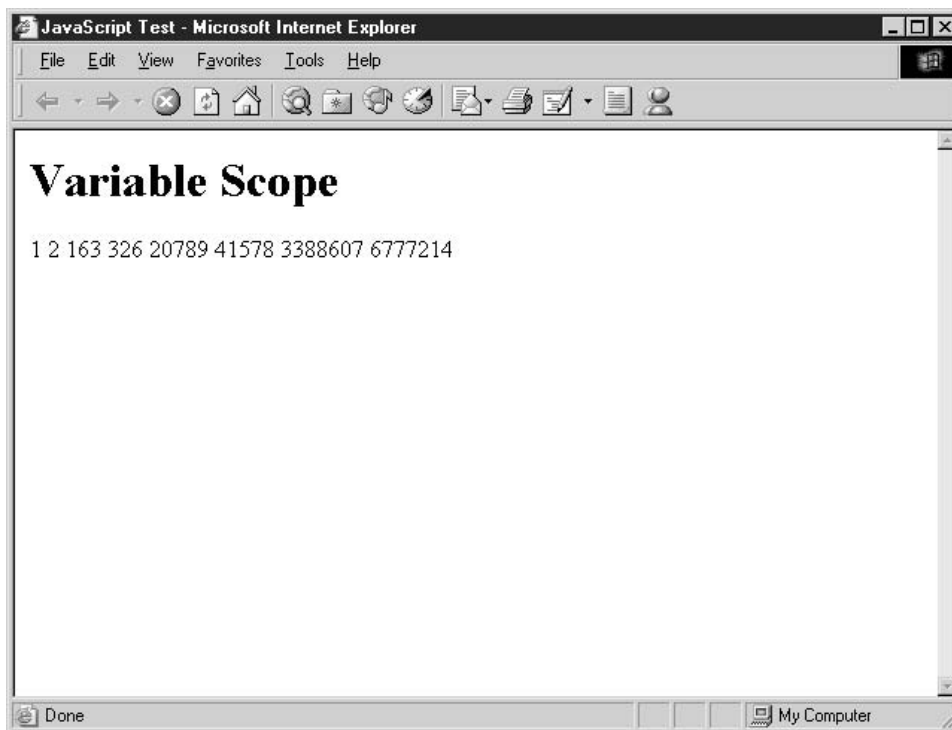 JavaScript Test - Microsoft Internet Explorer
File Edit View Favorites Tools Help
Variable Scope
1 2 163 326 20789 41578 3388607 6777214
Done
My Computer